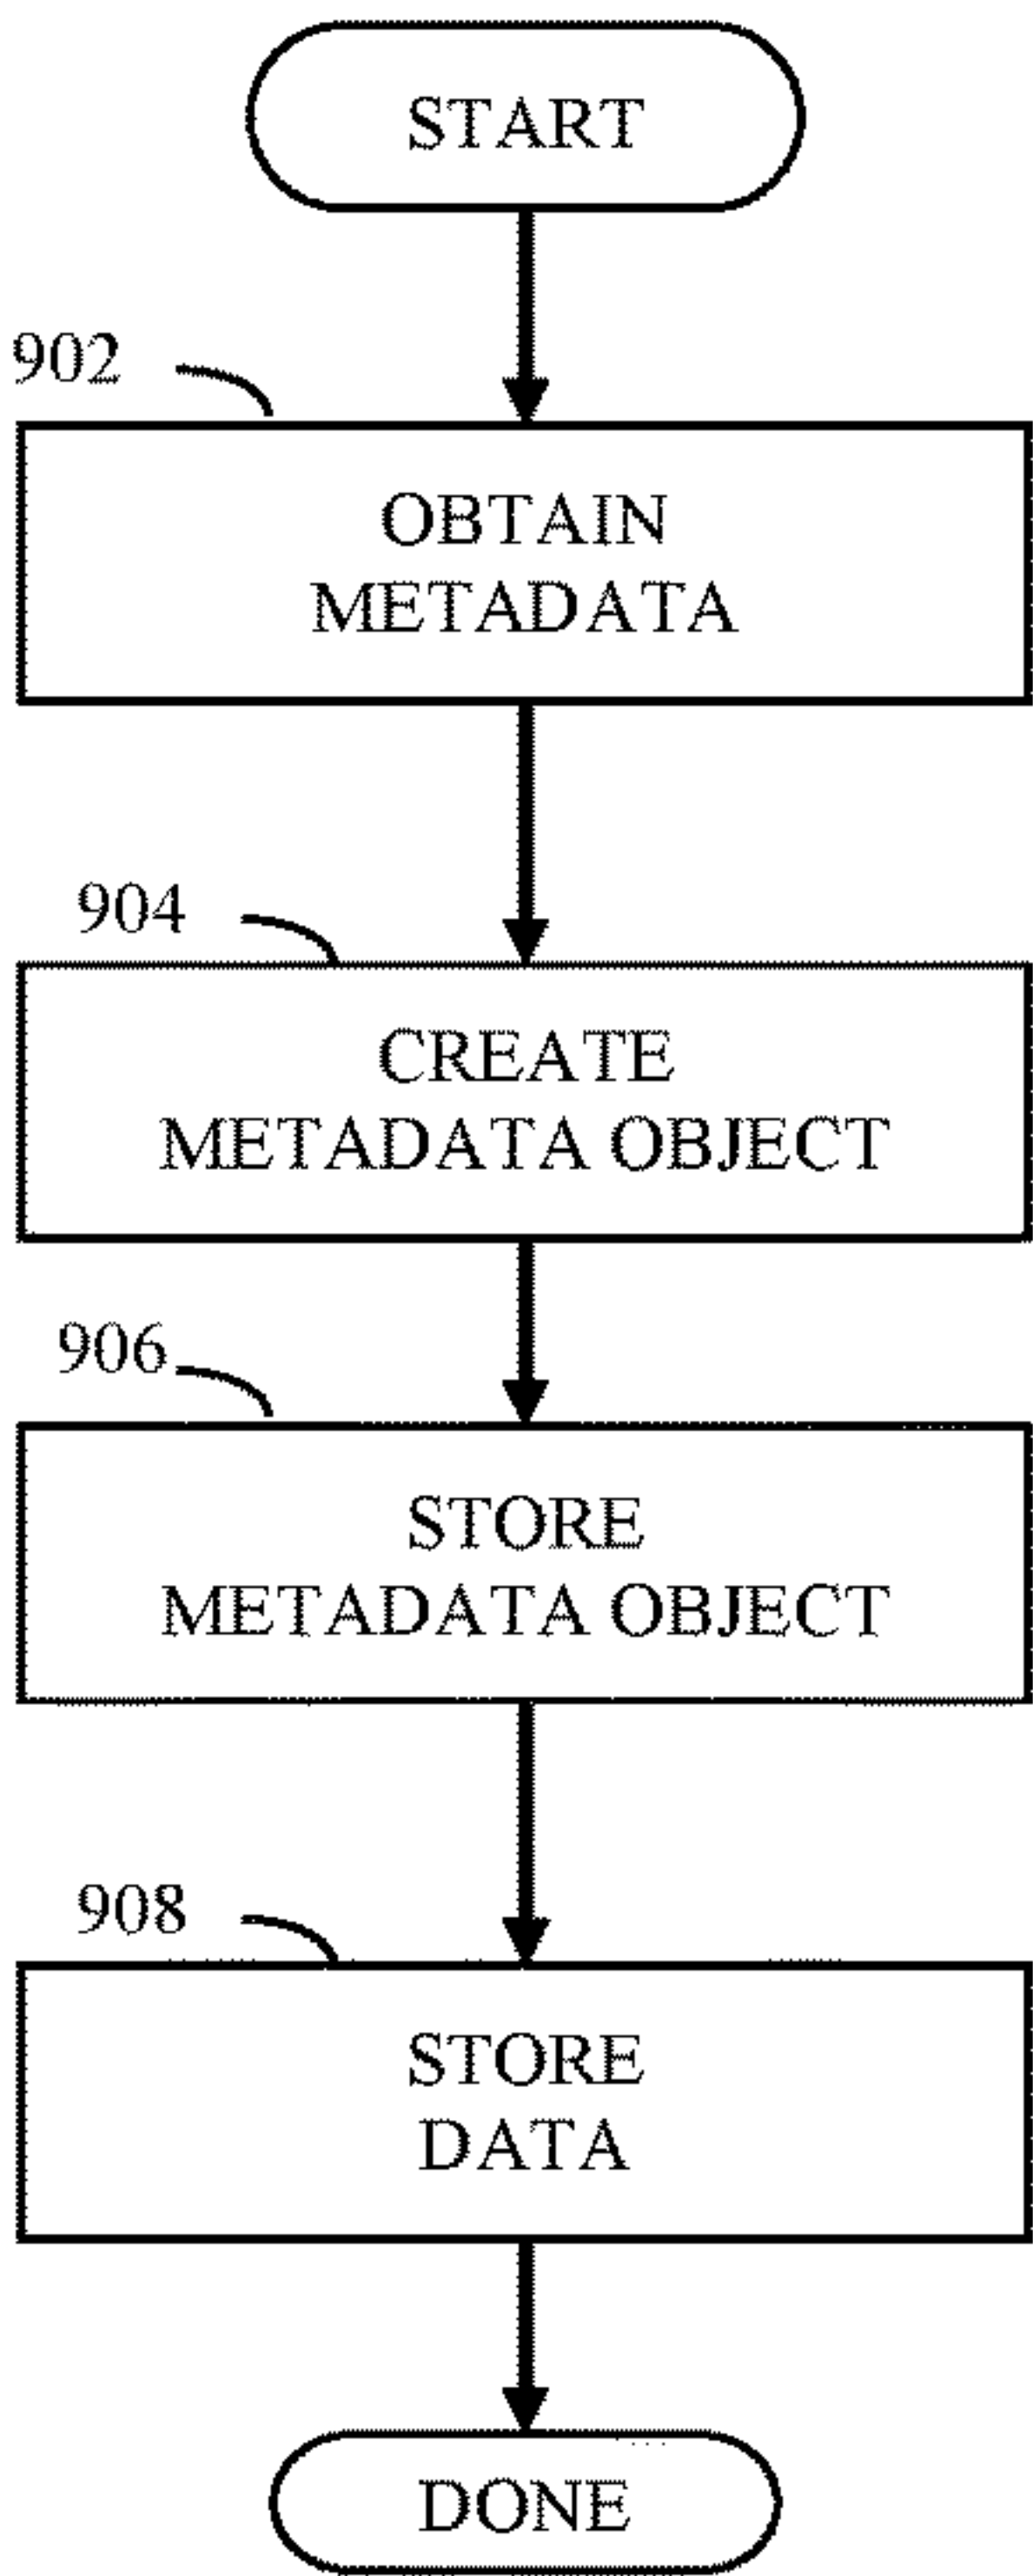 START
902
OBTAIN
METADATA
904
CREATE
METADATA OBJECT
906
STORE
METADATA OBJECT
908
STORE
DATA
DONE